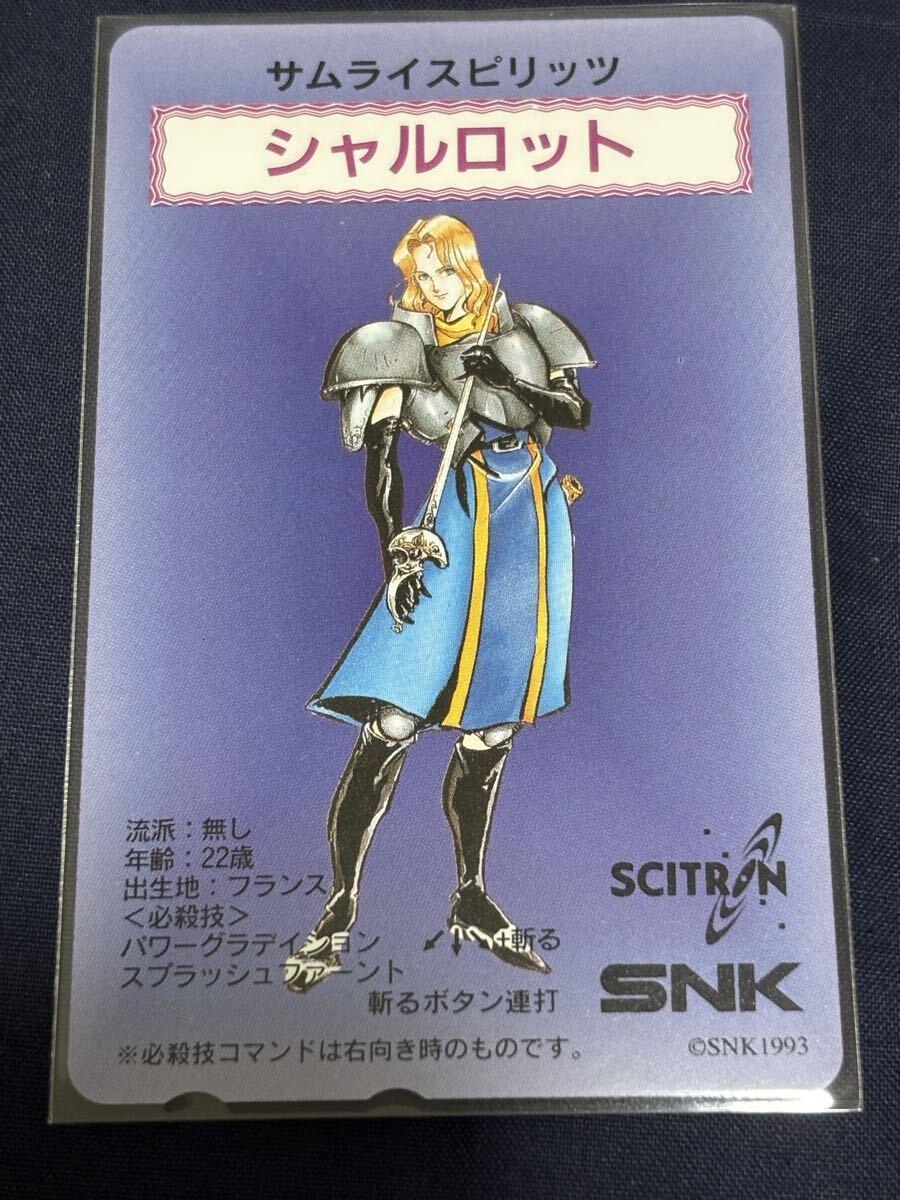 サムライスピリッツ
シャルロット
流派：無し
年齢：22歳
出生地：フランス
＜必殺技＞
パワーグラデイション ↙↓↘+斬る
スプラッシュファーント
斬るボタン連打
※必殺技コマンドは右向き時のものです。
SCITRON
SNK
©SNK1993